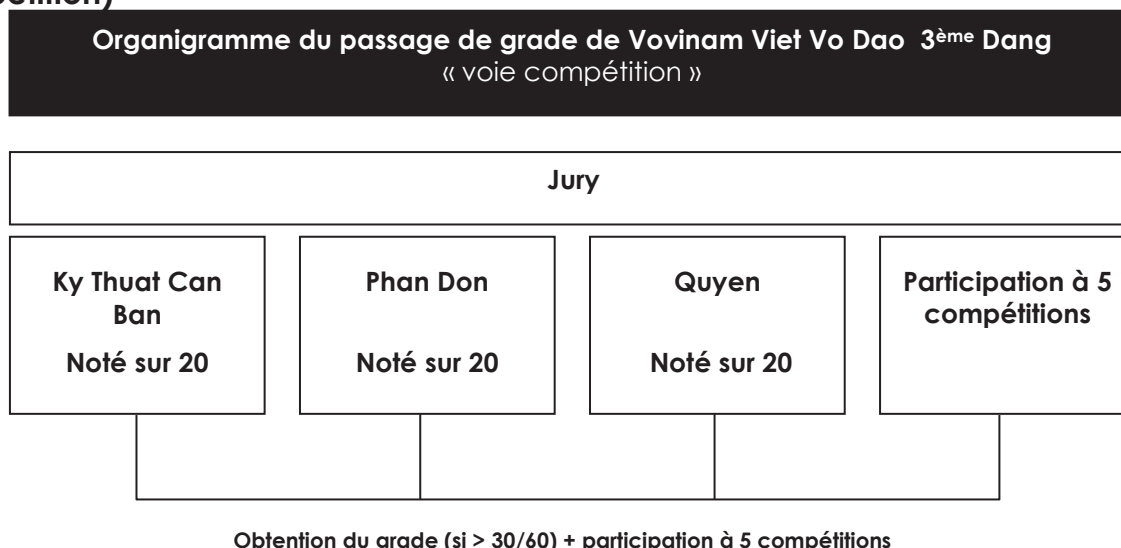 pétition)
Organigramme du passage de grade de Vovinam Viet Vo Dao 3ème Dang
« voie compétition »
Jury
Ky Thuat Can
Ban
Noté sur 20
Phan Don
Noté sur 20
Quyen
Noté sur 20
Participation à 5
compétitions
Obtention du grade (si > 30/60) + participation à 5 compétitions